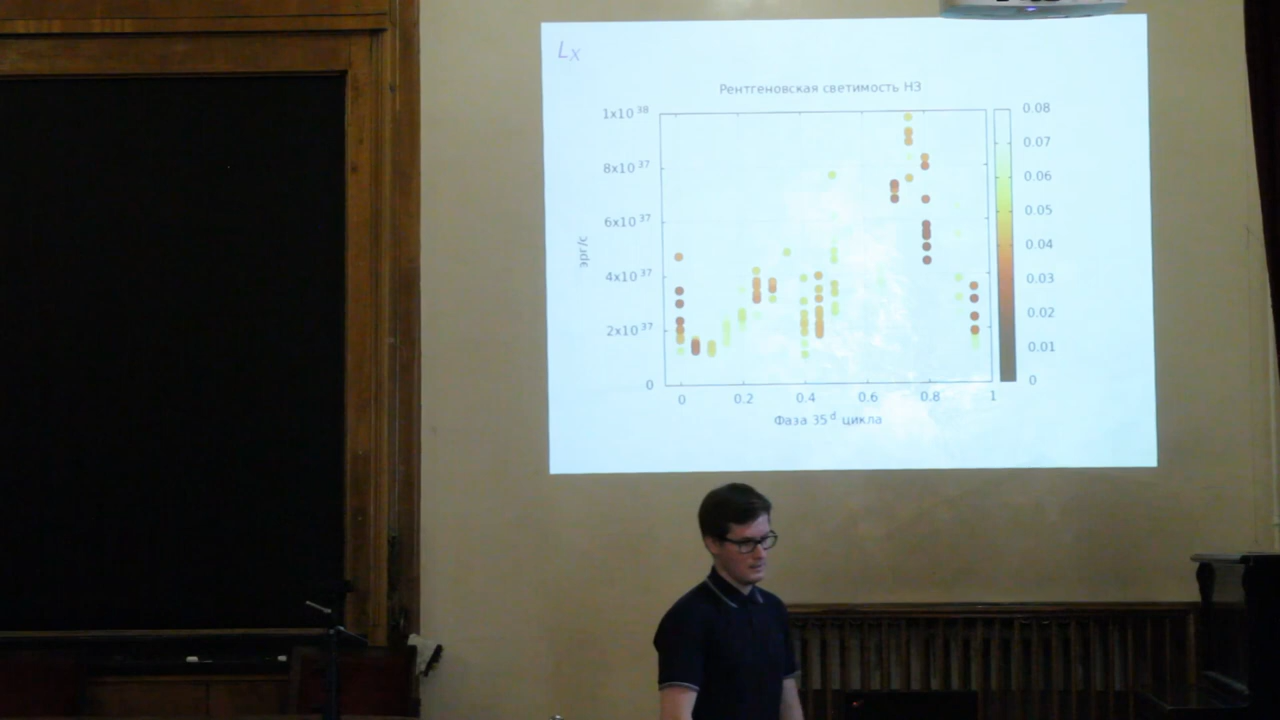 Lx
Рентгеновская светимость НЗ
1x10 38
8x10 37
6x10 37
4x10 37
2x10 37
0
эрг/с
0 0.2 0.4 0.6 0.8 1
Фаза 35 d цикла
0.08
0.07
0.06
0.05
0.04
0.03
0.02
0.01
0